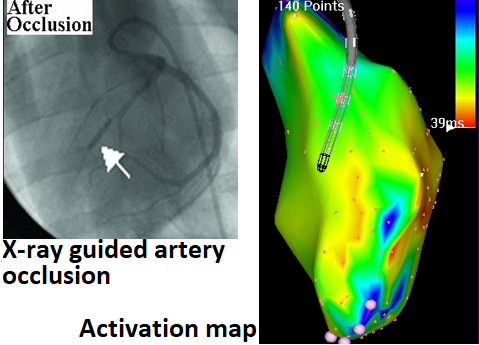 After
Occlusion
140 Points
39ms
X-ray guided artery
occlusion
Activation map